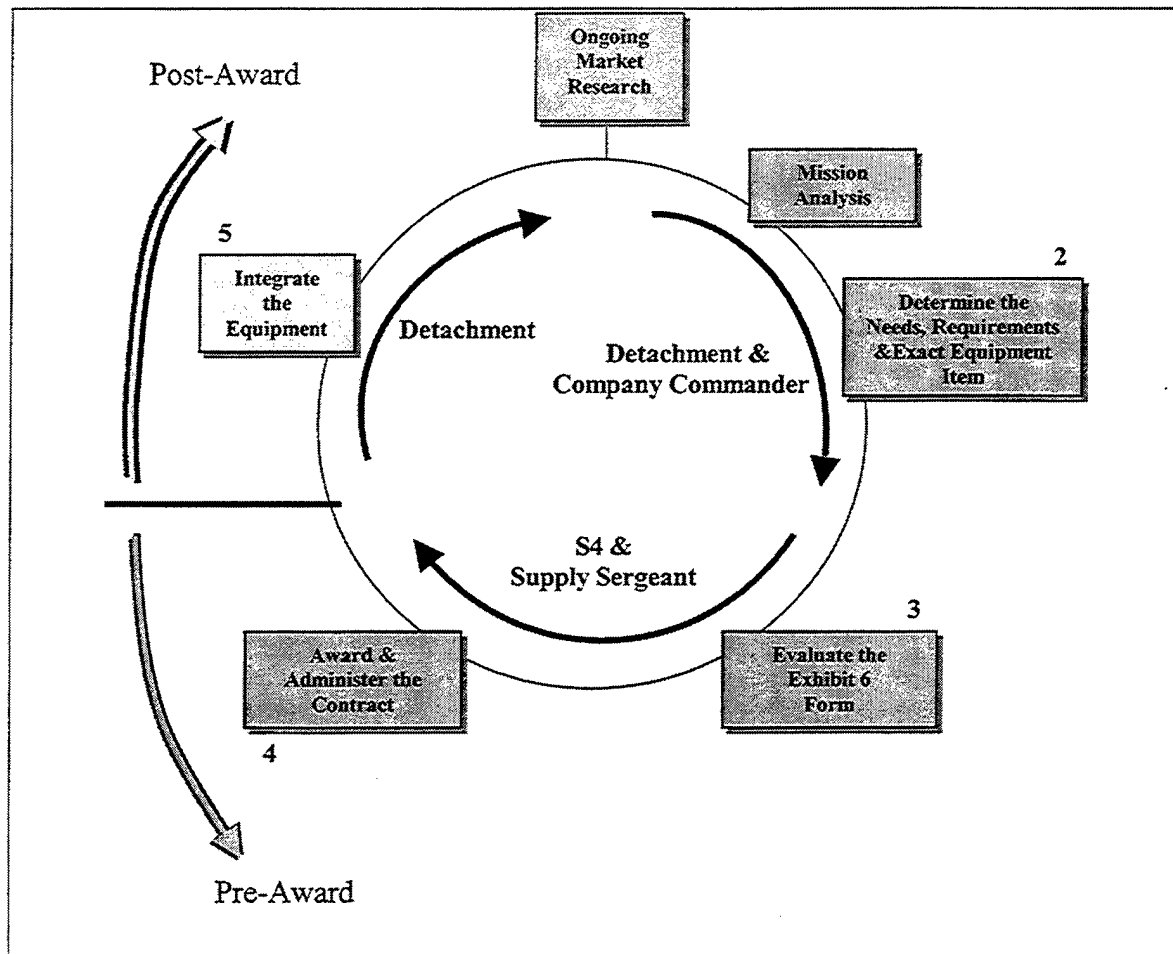 Ongoing
Market
Research
Post-Award
Mission
Analysis
5
Integrate
the
Equipment
2
Determine the
Needs, Requirements
&Exact Equipment
Item
Detachment
Detachment &
Company Commander
S4 &
Supply Sergeant
3
Evaluate the
Exhibit 6
Form
Award &
Administer the
Contract
4
Pre-Award